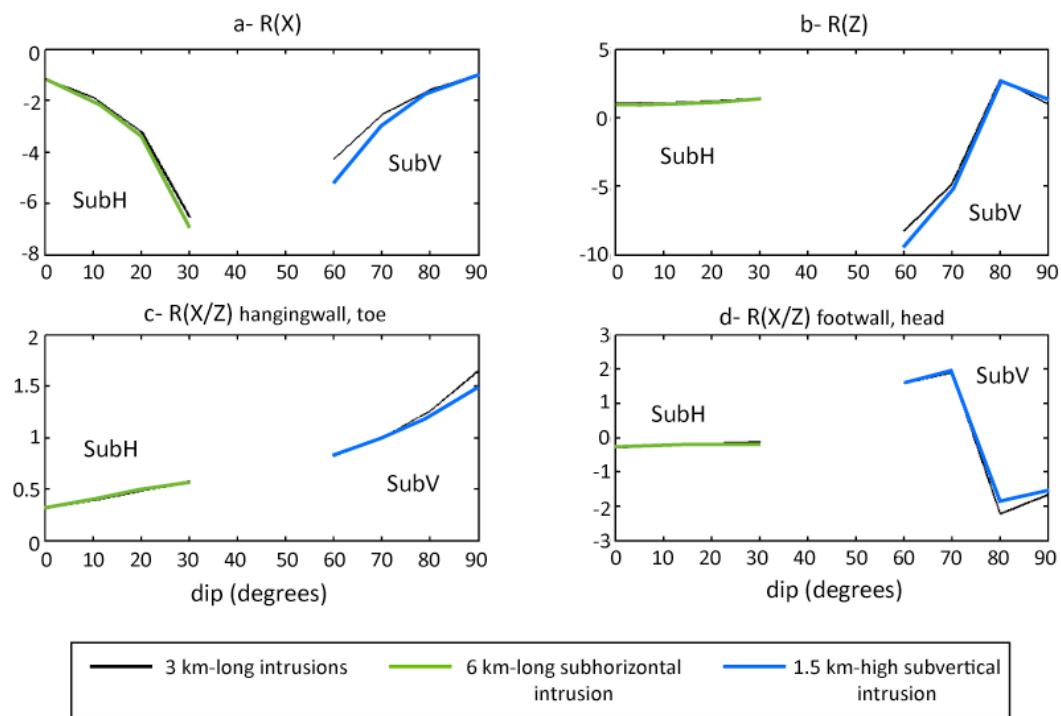 a- R(X)
0
-2
-4
-6
-8
SubH
SubV
0 10 20 30 40 50 60 70 80 90
b- R(Z)
5
0
-5
-10
SubH
SubV
0 10 20 30 40 50 60 70 80 90
c- R(X/Z) hangingwall, toe
2
1.5
1
0.5
0
SubH
SubV
0 10 20 30 40 50 60 70 80 90
dip (degrees)
d- R(X/Z) footwall, head
3
2
1
0
-1
-2
-3
SubH
SubV
0 10 20 30 40 50 60 70 80 90
dip (degrees)
3 km-long intrusions
6 km-long subhorizontal
intrusion
1.5 km-high subvertical
intrusion